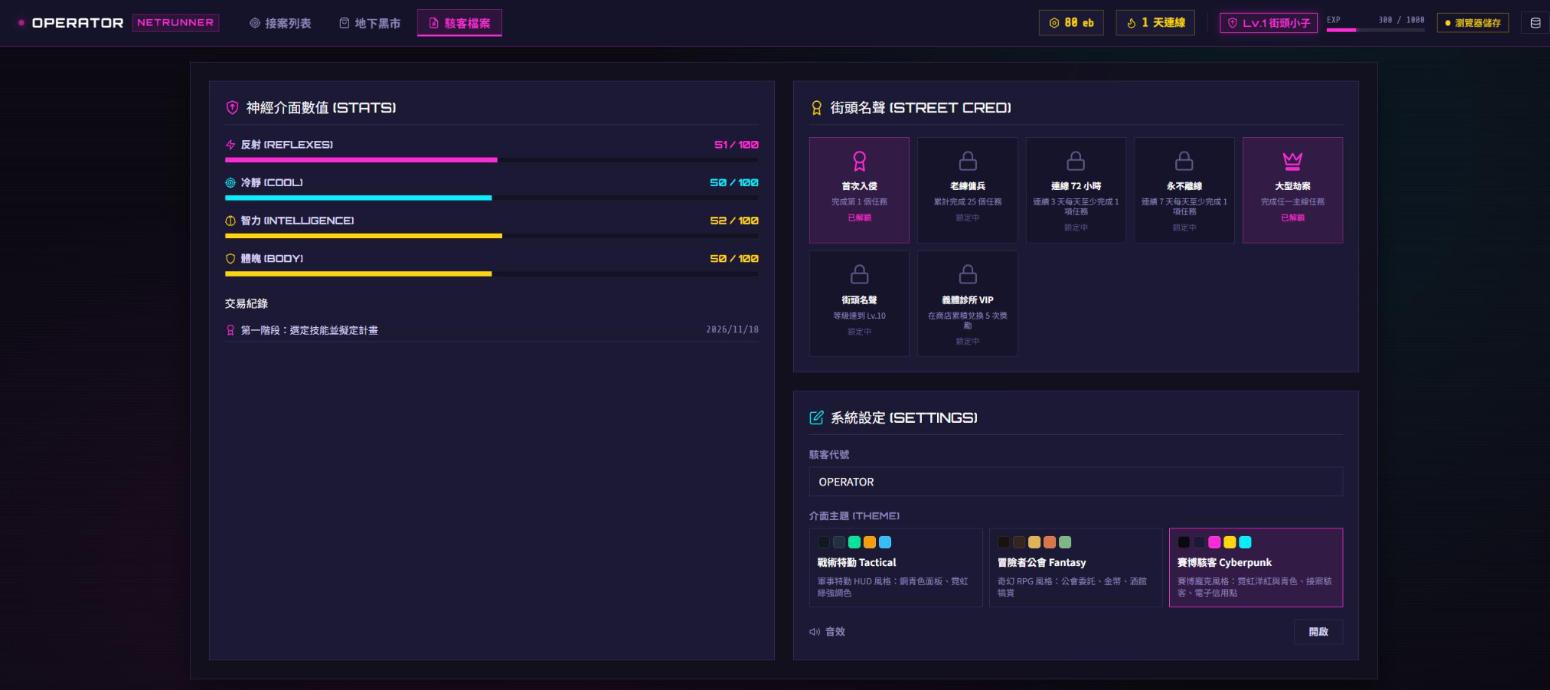 OPERATOR NETRUNNER 接案列表 地下黑市 駭客檔案 80 eb 1 天連線 Lv.1 街頭小子 EXP 300 / 1000 瀏覽器儲存
神經介面數值 (STATS)
反射 (REFLEXES) 51 / 100
冷靜 (COOL) 50 / 100
智力 (INTELLIGENCE) 52 / 100
體魄 (BODY) 50 / 100
交易紀錄
第一階段：選定技能並擬定計畫 2026/11/18
街頭名聲 (STREET CRED)
首次入侵
完成第 1 個任務
已解鎖
老練傭兵
累計完成 25 個任務
鎖定中
連線 72 小時
連續 3 天每天至少完成 1
項任務
鎖定中
永不離線
連續 7 天每天至少完成 1
項任務
鎖定中
大型劫案
完成任一主線任務
已解鎖
街頭名聲
等級達到 Lv.10
鎖定中
義體診所 VIP
在商店累積兌換 5 次獎
勵
鎖定中
系統設定 (SETTINGS)
駭客代號
OPERATOR
介面主題 (THEME)
戰術特勤 Tactical
軍事特勤 HUD 風格：鋼青色面板、霓虹
綠強調色
冒險者公會 Fantasy
奇幻 RPG 風格：公會委託、金幣、酒館
犒賞
賽博駭客 Cyberpunk
賽博龐克風格：霓虹洋紅與青色、接案駭
客、電子信用點
音效 開啟